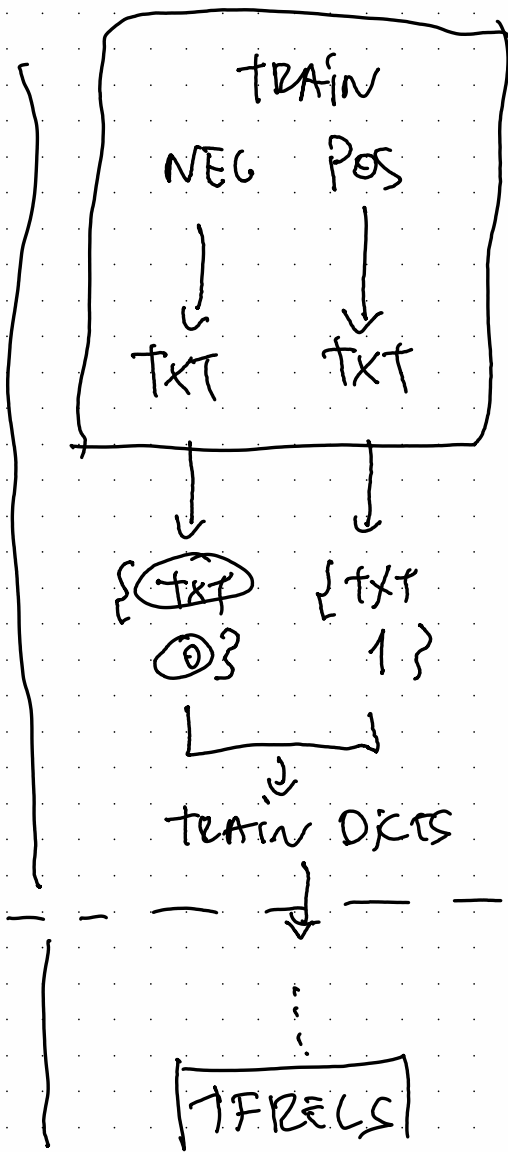 TRAIN
NEG POS
TXT TXT
{txt {txt
0} 1}
TRAIN DICTS
TFRECS